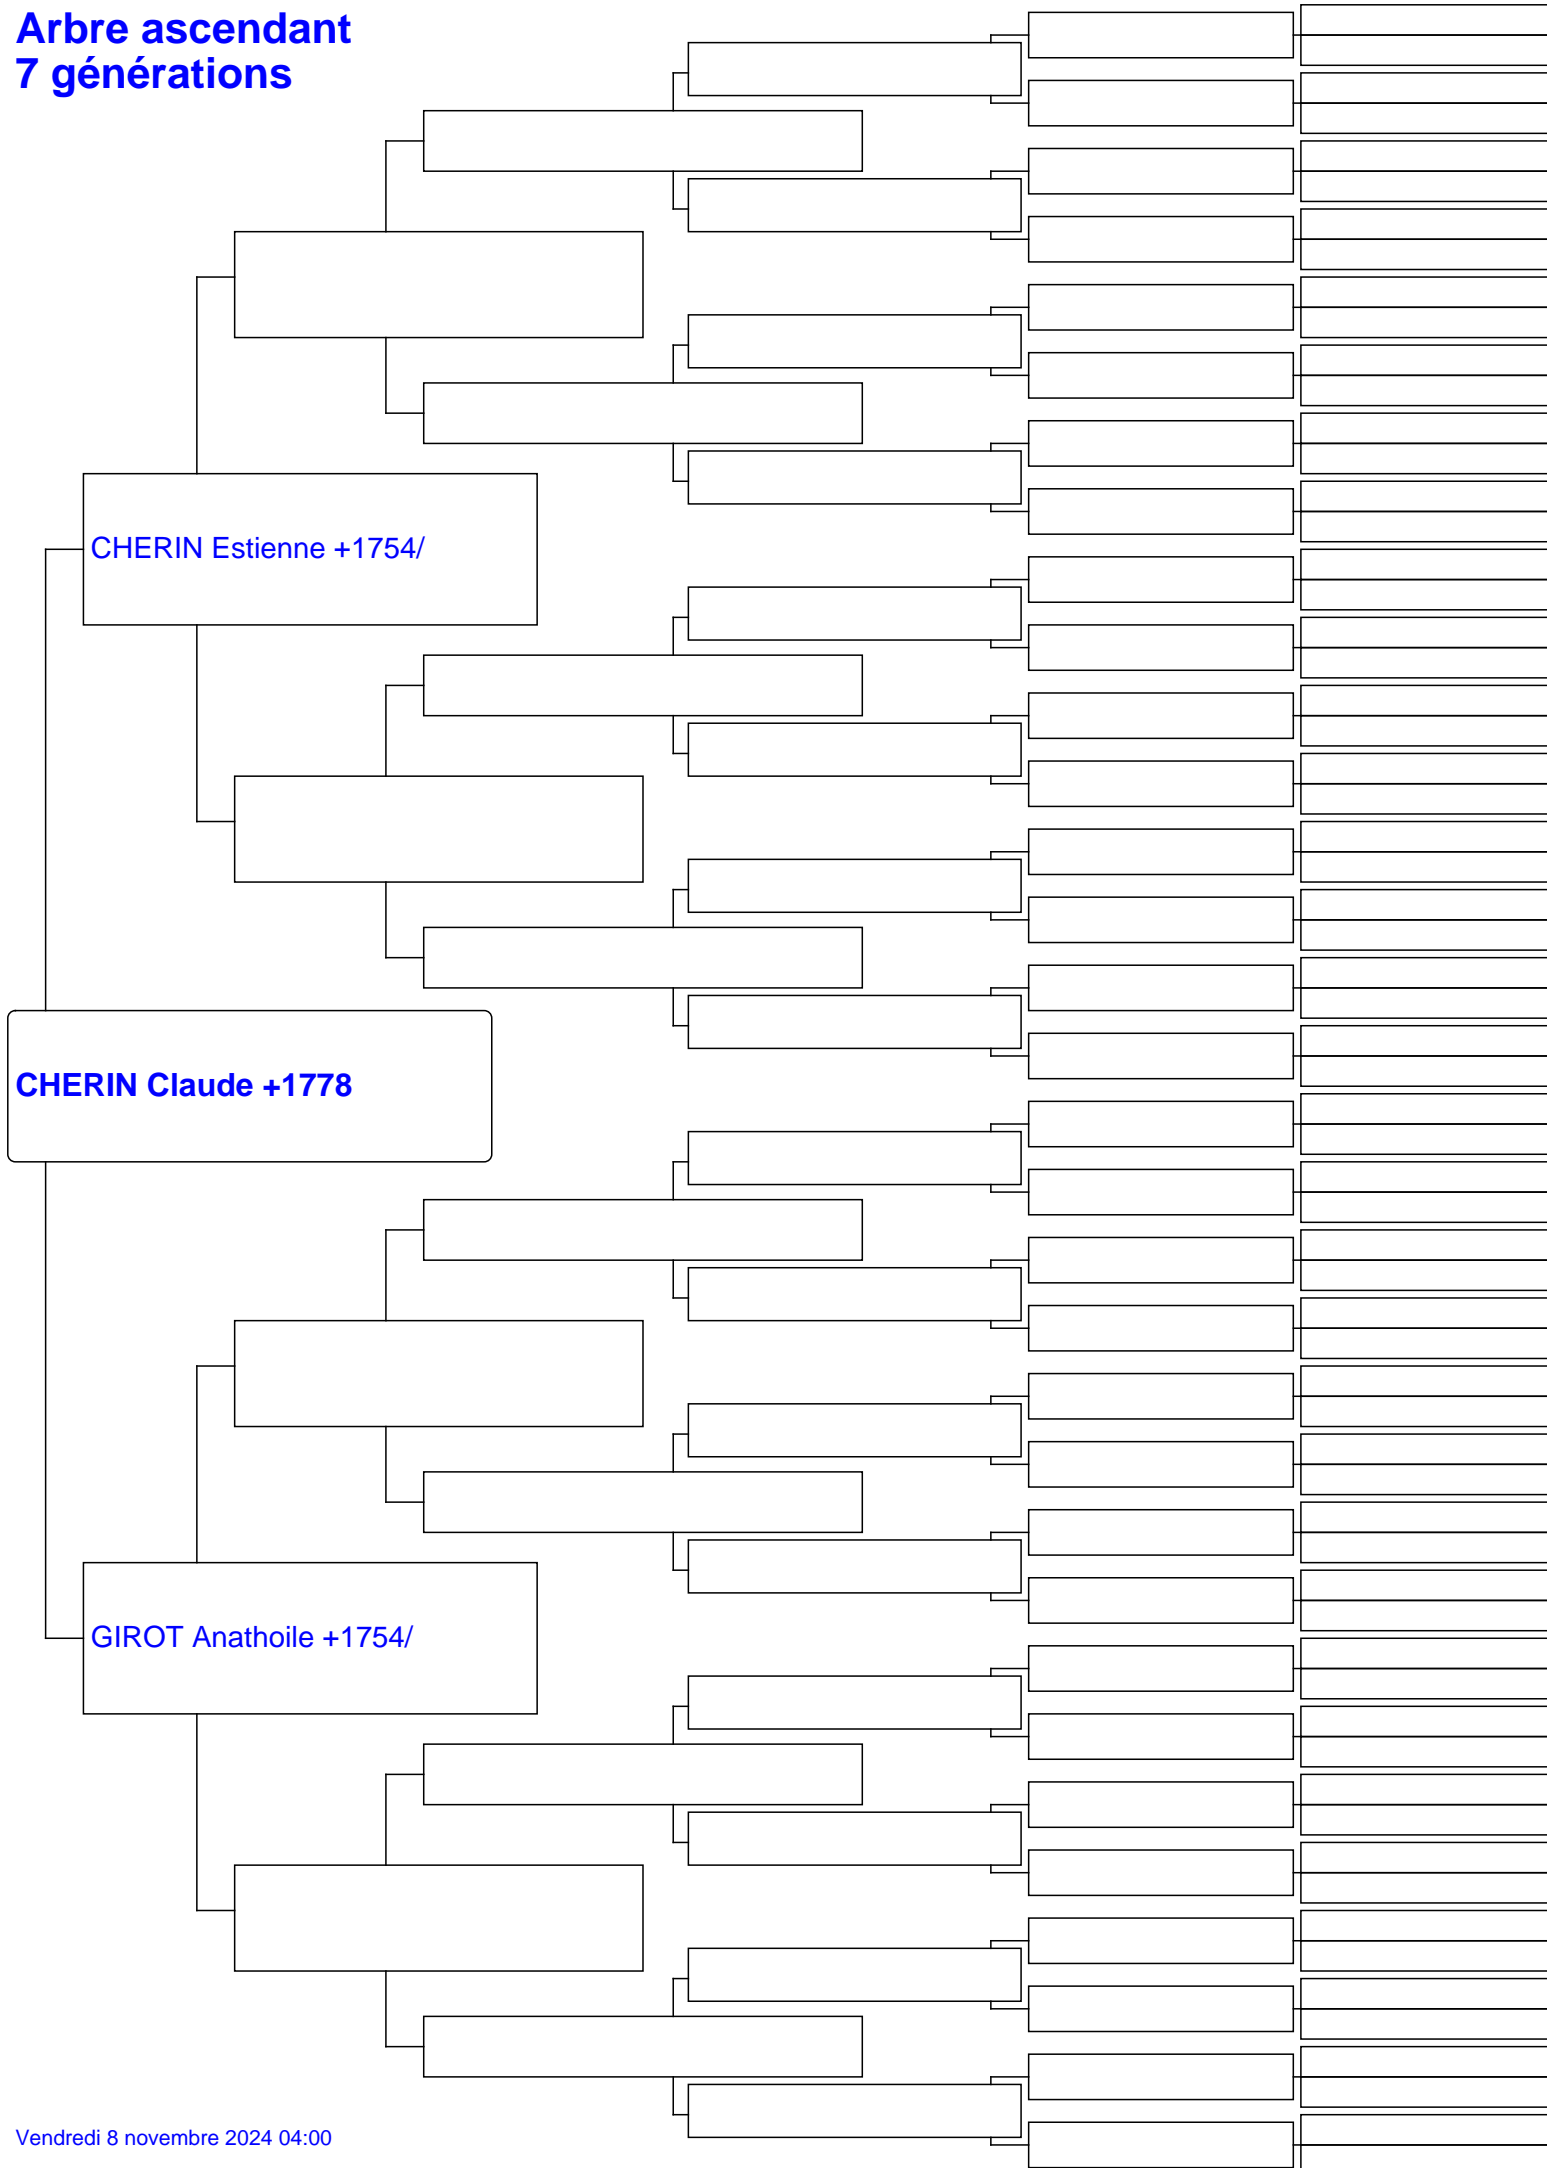 Arbre ascendant
7 générations
CHERIN Estienne +1754/
CHERIN Claude +1778
GIROT Anathoile +1754/
Vendredi 8 novembre 2024 04:00